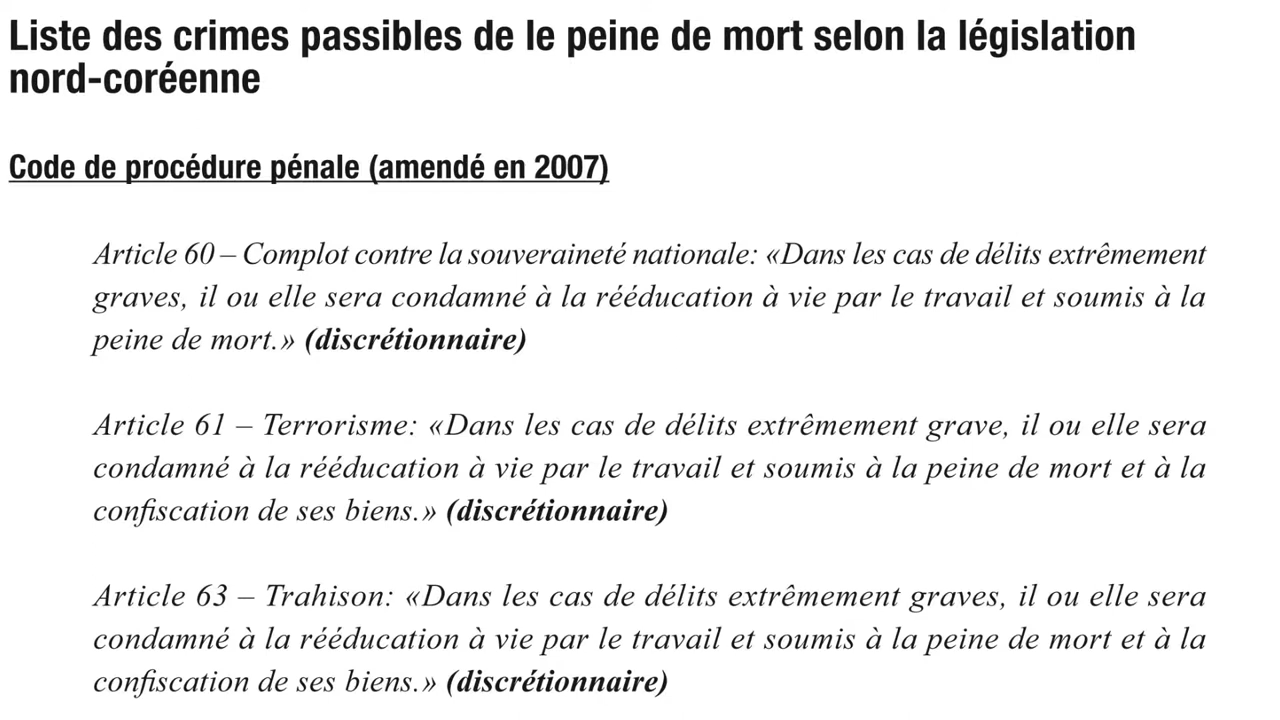 Liste des crimes passibles de le peine de mort selon la législation
nord-coréenne
Code de procédure pénale (amendé en 2007)
Article 60 – Complot contre la souveraineté nationale: «Dans les cas de délits extrêmement
graves, il ou elle sera condamné à la rééducation à vie par le travail et soumis à la
peine de mort.» (discrétionnaire)
Article 61 – Terrorisme: «Dans les cas de délits extrêmement grave, il ou elle sera
condamné à la rééducation à vie par le travail et soumis à la peine de mort et à la
confiscation de ses biens.» (discrétionnaire)
Article 63 – Trahison: «Dans les cas de délits extrêmement graves, il ou elle sera
condamné à la rééducation à vie par le travail et soumis à la peine de mort et à la
confiscation de ses biens.» (discrétionnaire)